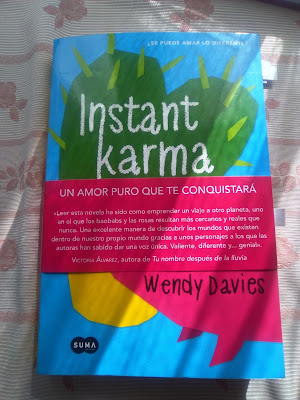 ¿SE PUEDE AMAR LO DIFERENTE?
Instant
karma
UN AMOR PURO QUE TE CONQUISTARÁ
«Leer esta novela ha sido como emprender un viaje a otro planeta, uno
en el que los baobabs y las rosas resultan más cercanos y reales que
nunca. Una excelente manera de descubrir los mundos que existen
dentro de nuestro propio mundo gracias a unos personajes a los que las
autoras han sabido dar una voz única. Valiente, diferente y... genial».
VICTORIA ÁLVAREZ, autora de Tu nombre después de la lluvia
Wendy Davies
SUMA